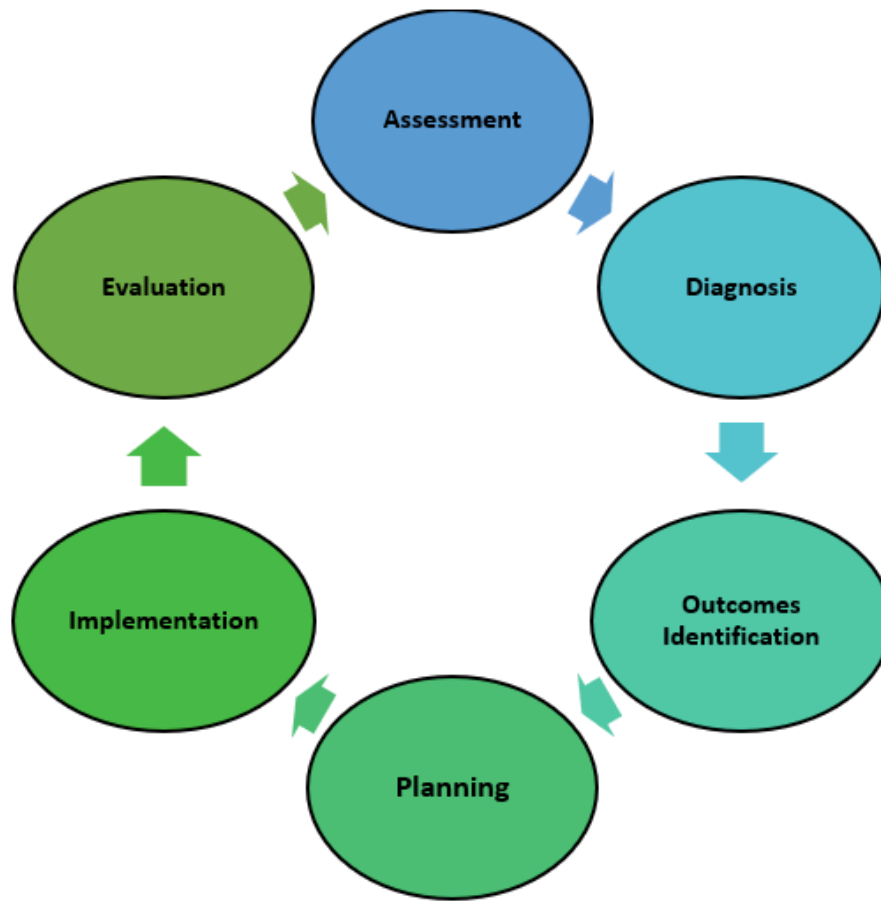 Assessment
Diagnosis
Outcomes
Identification
Planning
Implementation
Evaluation